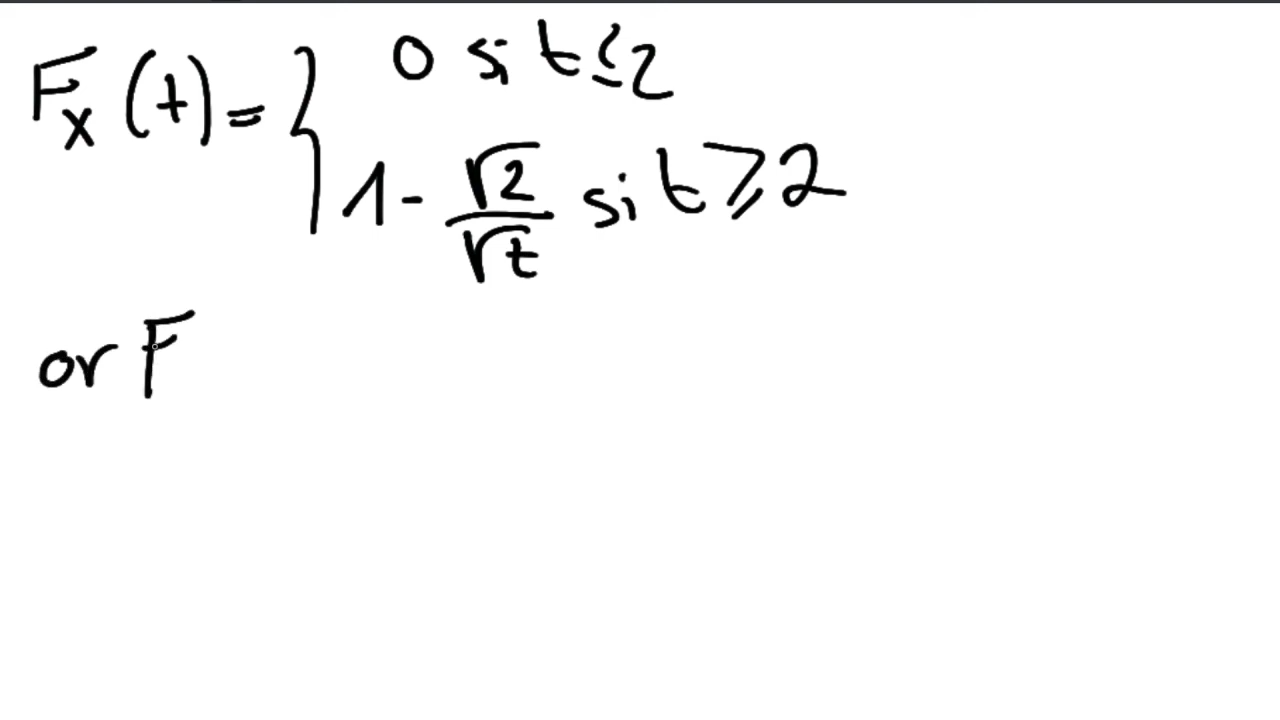 F_X (t) = { 0 si t ≤ 2
1 - √2/√t si t ≥ 2
or F